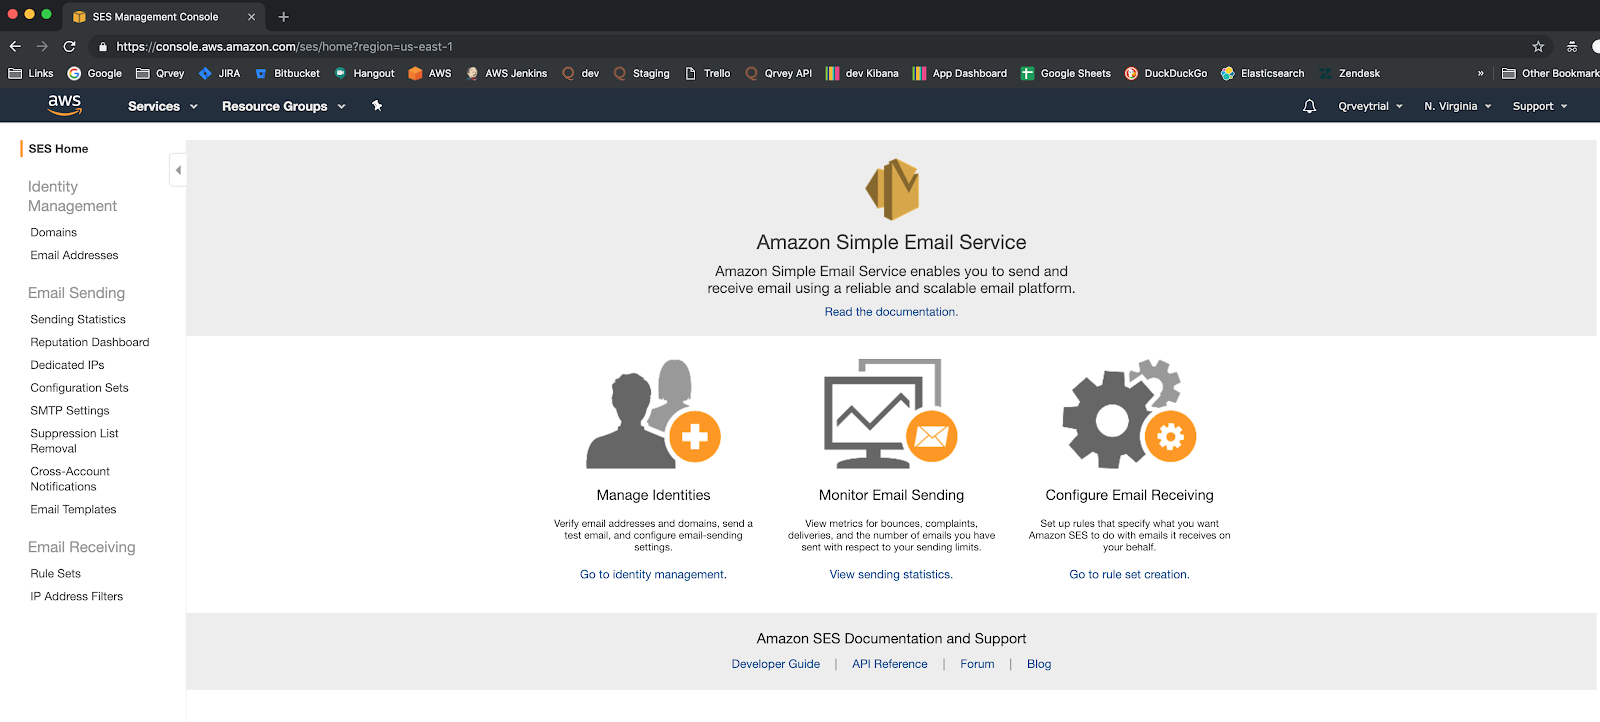 SES Management Console
https://console.aws.amazon.com/ses/home?region=us-east-1
Links Google Qrvey JIRA Bitbucket Hangout AWS AWS Jenkins dev Staging Trello Qrvey API dev Kibana App Dashboard Google Sheets DuckDuckGo Elasticsearch Zendesk » Other Bookmark
aws Services Resource Groups Qrveytrial N. Virginia Support
SES Home
Identity
Management
Domains
Email Addresses
Email Sending
Sending Statistics
Reputation Dashboard
Dedicated IPs
Configuration Sets
SMTP Settings
Suppression List
Removal
Cross-Account
Notifications
Email Templates
Email Receiving
Rule Sets
IP Address Filters
Amazon Simple Email Service
Amazon Simple Email Service enables you to send and
receive email using a reliable and scalable email platform.
Read the documentation.
Manage Identities
Verify email addresses and domains, send a
test email, and configure email-sending
settings.
Go to identity management.
Monitor Email Sending
View metrics for bounces, complaints,
deliveries, and the number of emails you have
sent with respect to your sending limits.
View sending statistics.
Configure Email Receiving
Set up rules that specify what you want
Amazon SES to do with emails it receives on
your behalf.
Go to rule set creation.
Amazon SES Documentation and Support
Developer Guide | API Reference | Forum | Blog